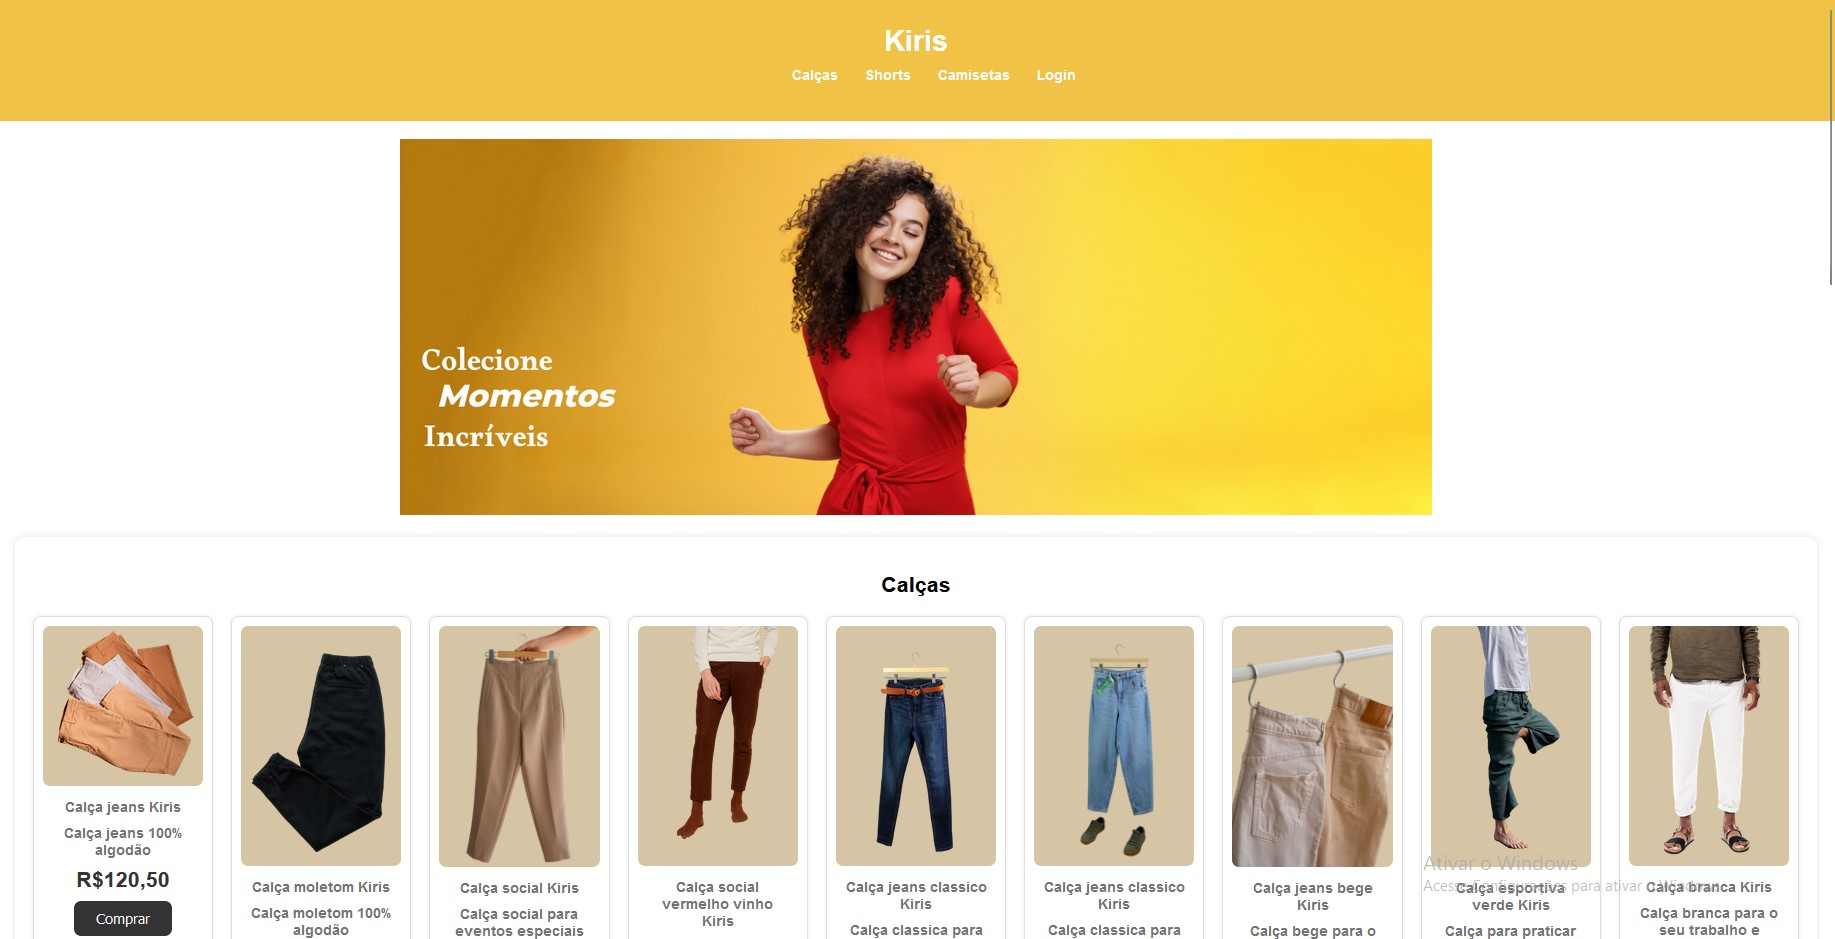 Kiris
Calças Shorts Camisetas Login
Colecione
Momentos
Incríveis
Calças
Calça jeans Kiris
Calça jeans 100%
algodão
R$120,50
Comprar
Calça moletom Kiris
Calça moletom 100%
algodão
Calça social Kiris
Calça social para
eventos especiais
Calça social
vermelho vinho
Kiris
Calça jeans classico
Kiris
Calça classica para
Calça jeans classico
Kiris
Calça classica para
Calça jeans bege
Kiris
Calça bege para o
Calça esportiva
verde Kiris
Calça para praticar
Calça branca Kiris
Calça branca para o
seu trabalho e
Ativar o Windows
Acesse Configurações para ativar o Windows.